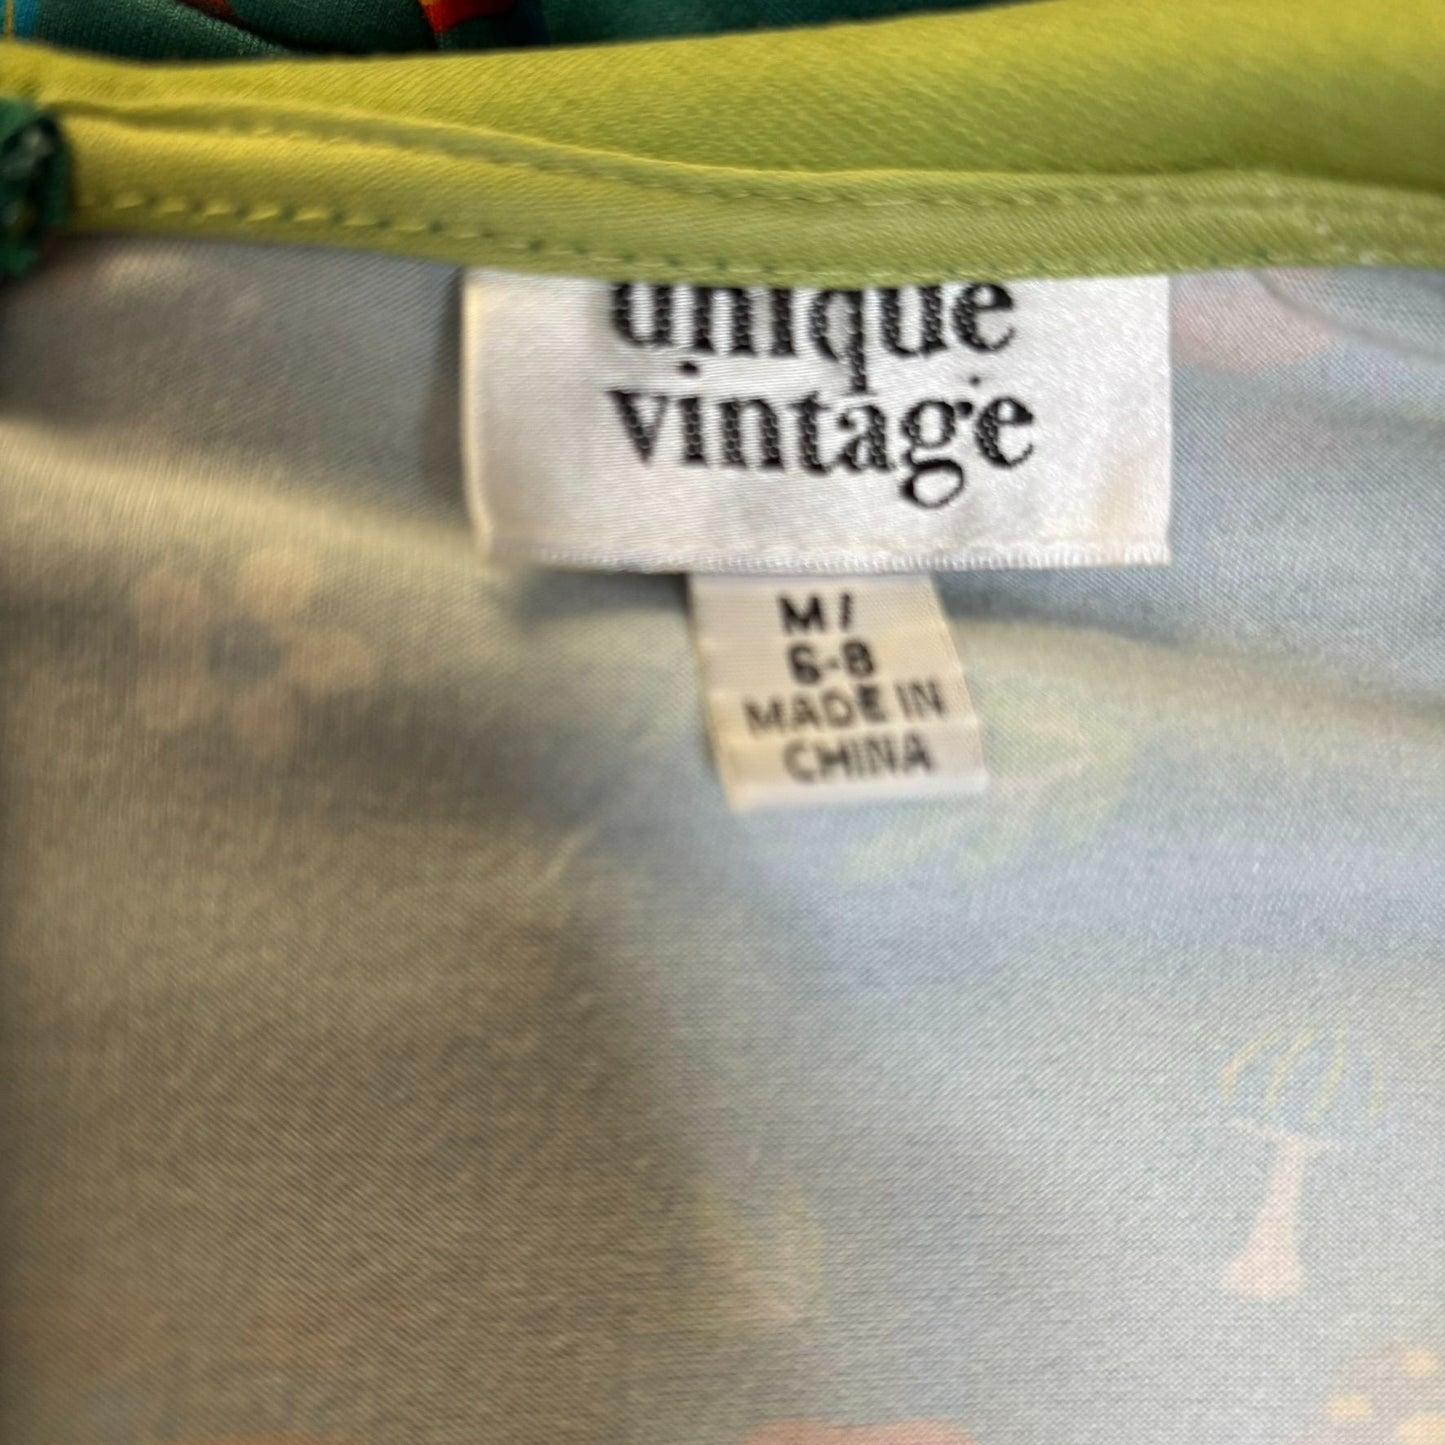 unique
vintage
M/
6-8
MADE IN
CHINA